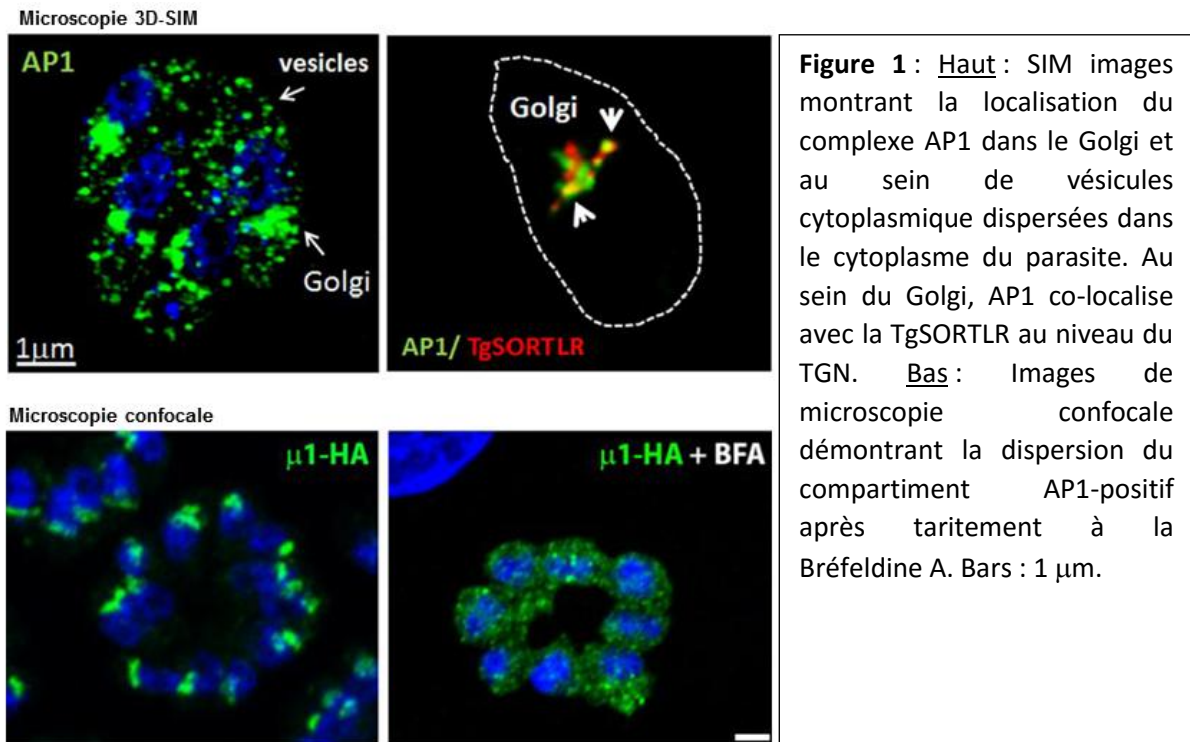 Microscopie 3D-SIM
AP1
vesicles
Golgi
1µm
Golgi
AP1/ TgSORTLR
Microscopie confocale
µ1-HA
µ1-HA + BFA
Figure 1 : Haut : SIM images
montrant la localisation du
complexe AP1 dans le Golgi et
au sein de vésicules
cytoplasmique dispersées dans
le cytoplasme du parasite. Au
sein du Golgi, AP1 co-localise
avec la TgSORTLR au niveau du
TGN. Bas : Images de
microscopie confocale
démontrant la dispersion du
compartiment AP1-positif
après taritement à la
Bréfeldine A. Bars : 1 µm.